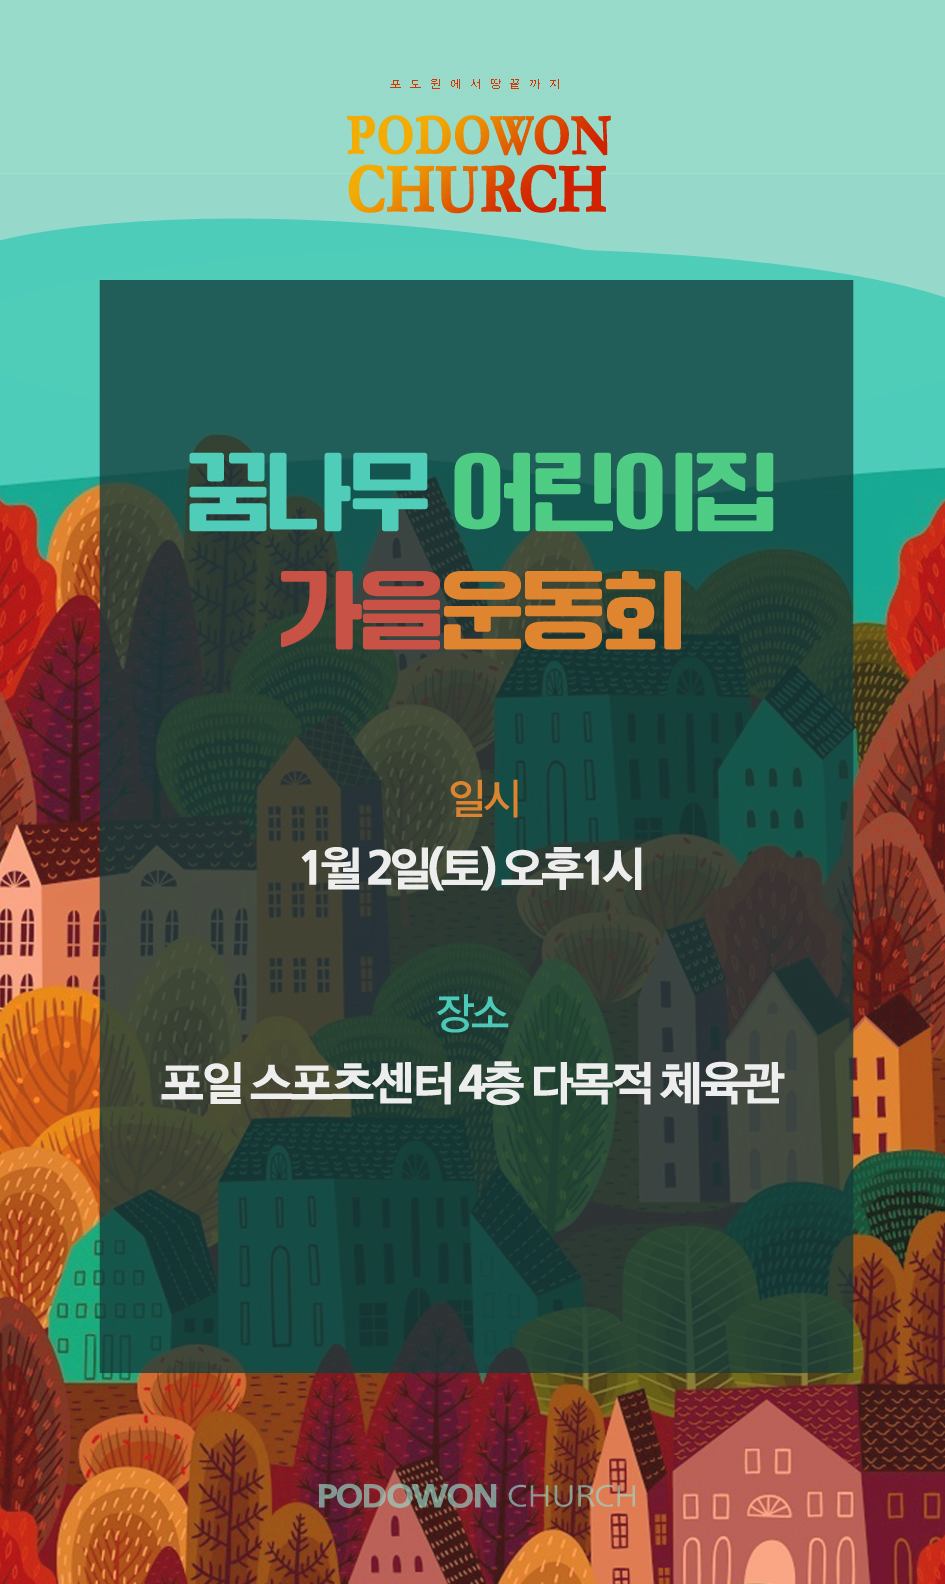 포도원에서땅끝까지
PODOWON
CHURCH
꿈나무 어린이집
가을운동회
일시
1월 2일(토) 오후1시
장소
포일 스포츠센터 4층 다목적 체육관
PODOWON CHURCH